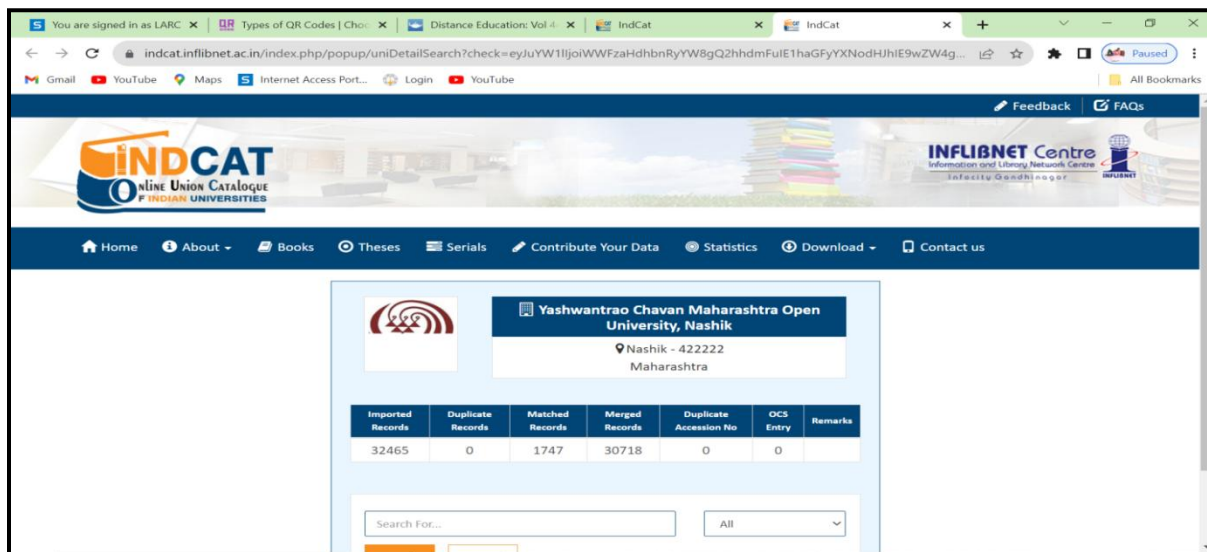 You are signed in as LARC
Types of QR Codes | Choo
Distance Education: Vol 4
IndCat
IndCat
indcat.inflibnet.ac.in/index.php/popup/uniDetailSearch?check=eyJuYW1lIjoiWWFzaHdhbnRyYW8gQ2hhdmFuIE1haGFyYXNodHJhIE9wZW4g...
Paused
Gmail
YouTube
Maps
Internet Access Port...
Login
YouTube
All Bookmarks
Feedback
FAQs
INDCAT
ONLINE UNION CATALOGUE
OF INDIAN UNIVERSITIES
INFLIBNET Centre
Information and Library Network Centre
Infocity Gandhinagar
INFLIBNET
Home
About
Books
Theses
Serials
Contribute Your Data
Statistics
Download
Contact us
Yashwantrao Chavan Maharashtra Open
University, Nashik
Nashik - 422222
Maharashtra
Imported Records Duplicate Records Matched Records Merged Records Duplicate Accession No OCS Entry Remarks
32465 0 1747 30718 0 0
Search For...
All